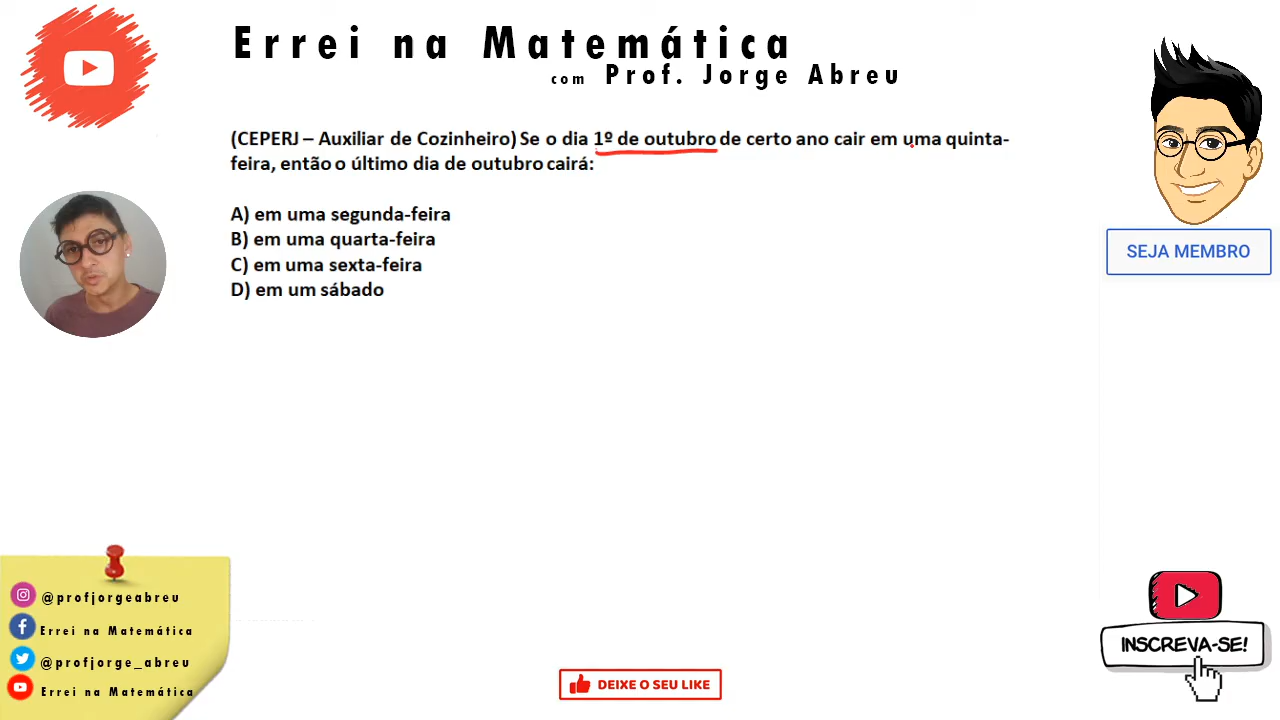 Errei na Matemática
com Prof. Jorge Abreu
(CEPERJ – Auxiliar de Cozinheiro) Se o dia 1º de outubro de certo ano cair em uma quinta-
feira, então o último dia de outubro cairá:
A) em uma segunda-feira
B) em uma quarta-feira
C) em uma sexta-feira
D) em um sábado
SEJA MEMBRO
@profjorgeabreu
Errei na Matemática
@profjorge_abreu
Errei na Matemática
DEIXE O SEU LIKE
INSCREVA-SE!